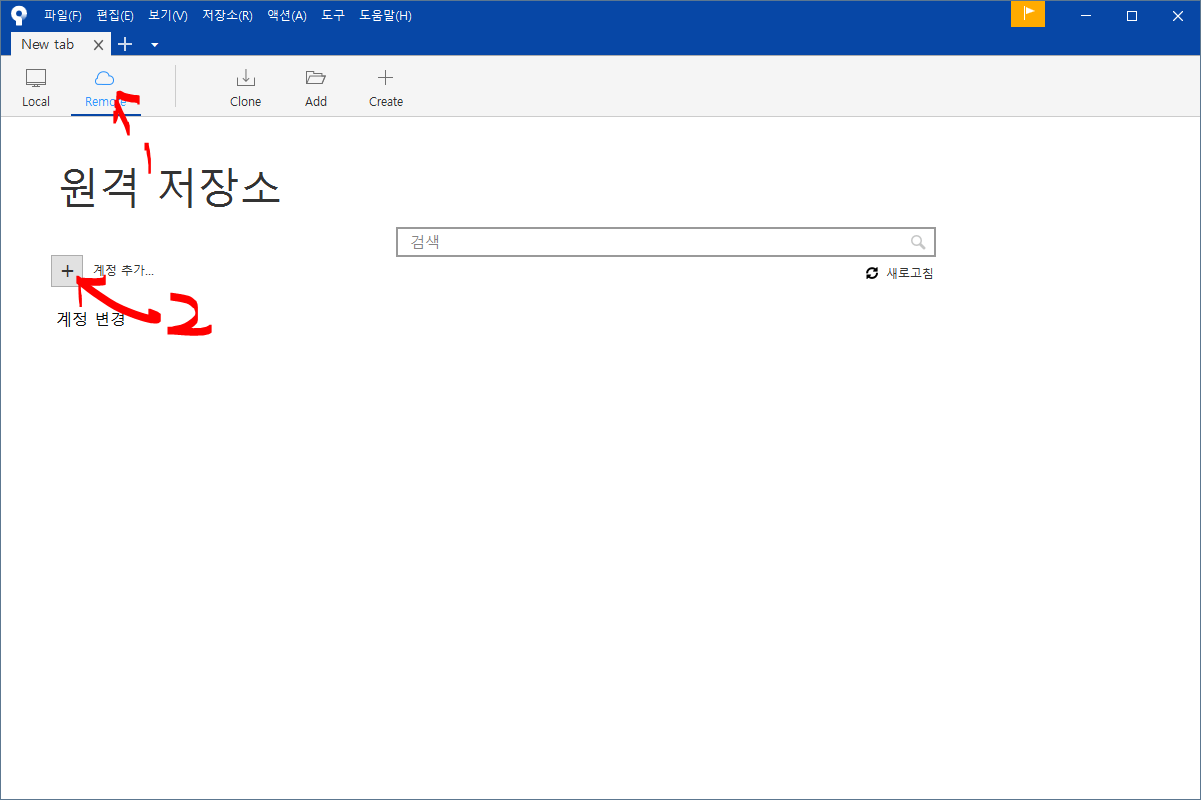 파일(F) 편집(E) 보기(V) 저장소(R) 액션(A) 도구 도움말(H)
New tab
Local Remote Clone Add Create
1
원격 저장소
검색
계정 추가...
새로고침
2
계정 변경